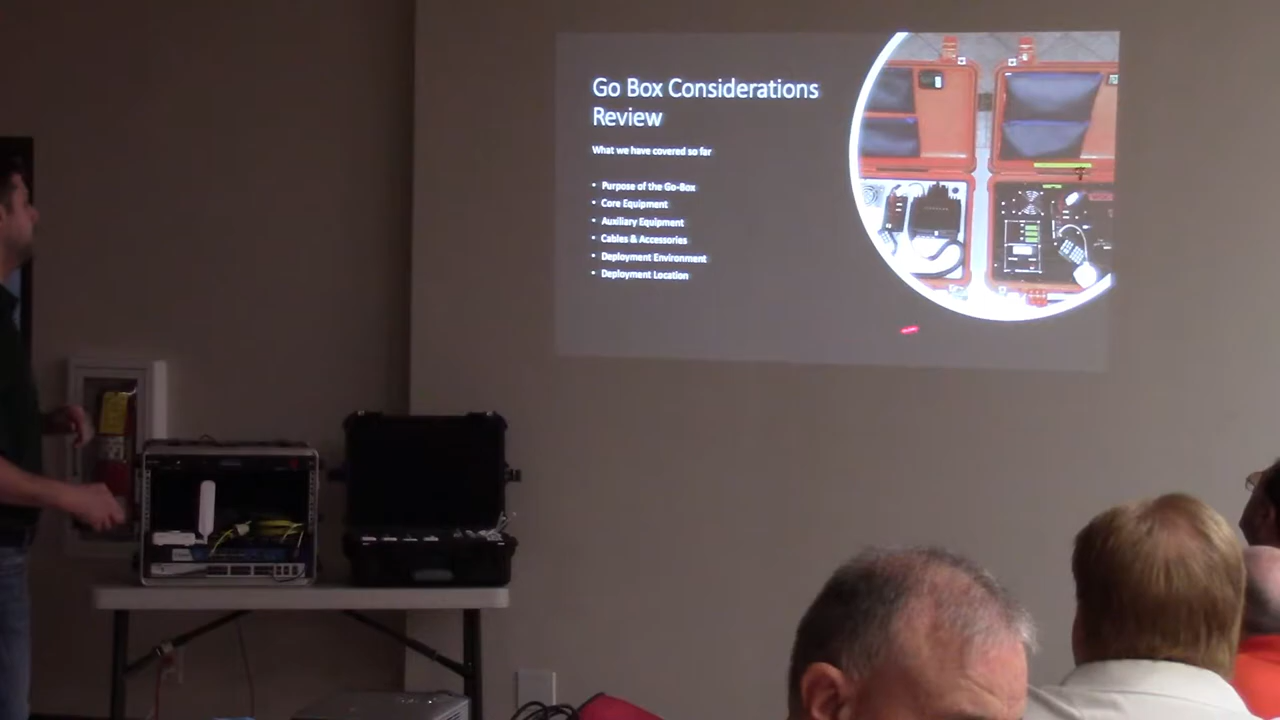 Go Box Considerations
Review
What we have covered so far
• Purpose of the Go-Box
• Core Equipment
• Auxiliary Equipment
• Cables & Accessories
• Deployment Environment
• Deployment Location